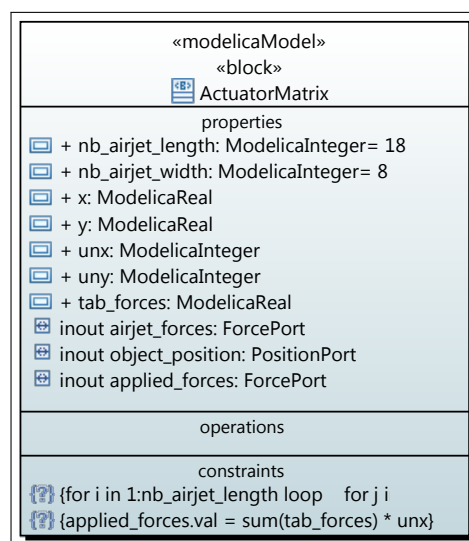 «modelicaModel»
«block»
ActuatorMatrix
properties
+ nb_airjet_length: ModelicaInteger= 18
+ nb_airjet_width: ModelicaInteger= 8
+ x: ModelicaReal
+ y: ModelicaReal
+ unx: ModelicaInteger
+ uny: ModelicaInteger
+ tab_forces: ModelicaReal
inout airjet_forces: ForcePort
inout object_position: PositionPort
inout applied_forces: ForcePort
operations
constraints
{for i in 1:nb_airjet_length loop    for j i
{applied_forces.val = sum(tab_forces) * unx}